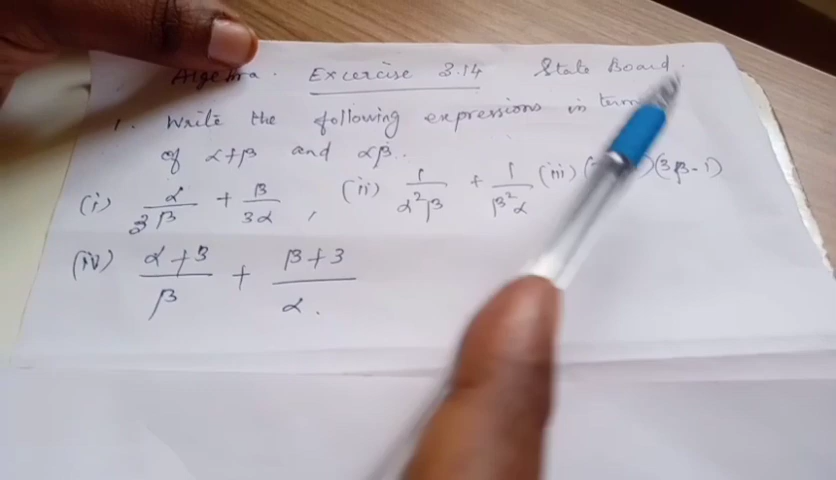 Algebra. Excercise 3.14 State Board.
1. Write the following expressions in
of α+β and αβ.
(i) α/3β + β/3α , (ii) 1/α²β + 1/β²α (iii) (3β-1)
(iv) α+3/β + β+3/α.